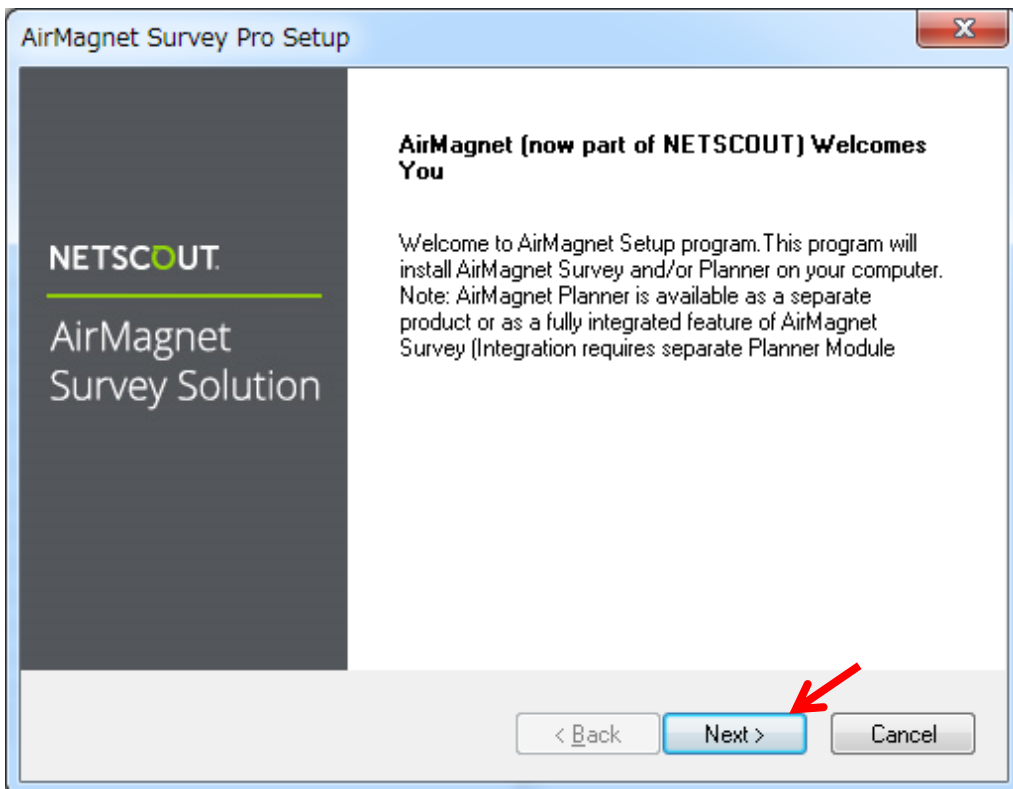 AirMagnet Survey Pro Setup
NETSCOUT.
AirMagnet
Survey Solution
AirMagnet (now part of NETSCOUT) Welcomes
You
Welcome to AirMagnet Setup program.This program will
install AirMagnet Survey and/or Planner on your computer.
Note: AirMagnet Planner is available as a separate
product or as a fully integrated feature of AirMagnet
Survey (Integration requires separate Planner Module
< Back
Next >
Cancel